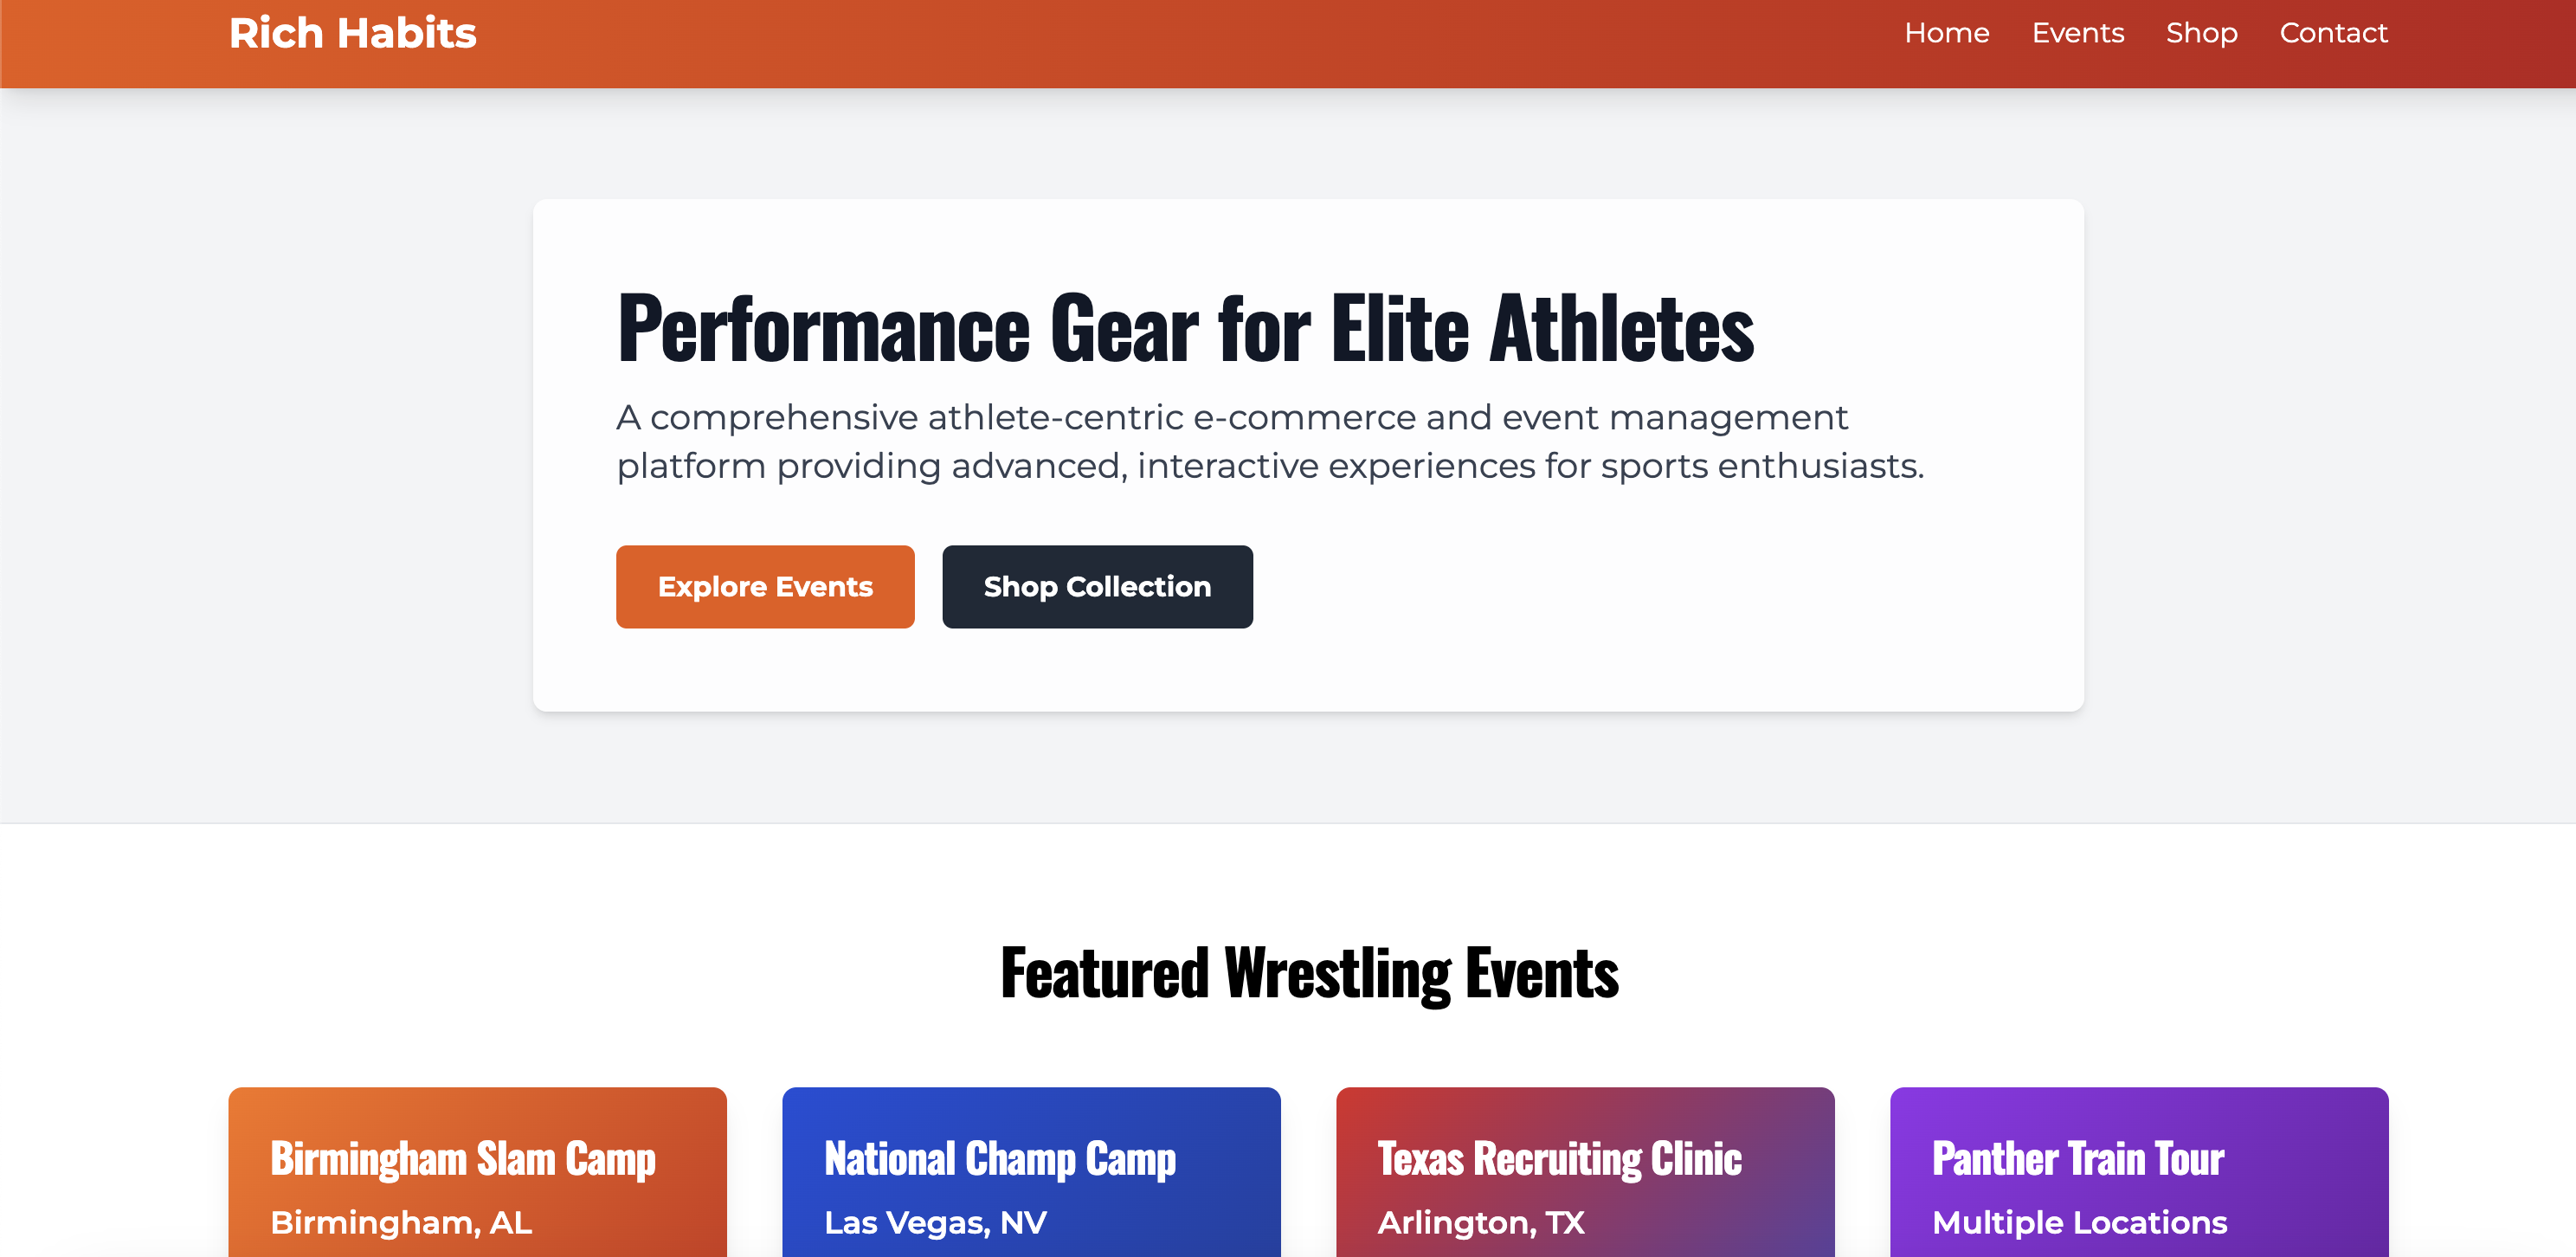 Rich Habits
Home Events Shop Contact
Performance Gear for Elite Athletes
A comprehensive athlete-centric e-commerce and event management
platform providing advanced, interactive experiences for sports enthusiasts.
Explore Events Shop Collection
Featured Wrestling Events
Birmingham Slam Camp
Birmingham, AL
National Champ Camp
Las Vegas, NV
Texas Recruiting Clinic
Arlington, TX
Panther Train Tour
Multiple Locations